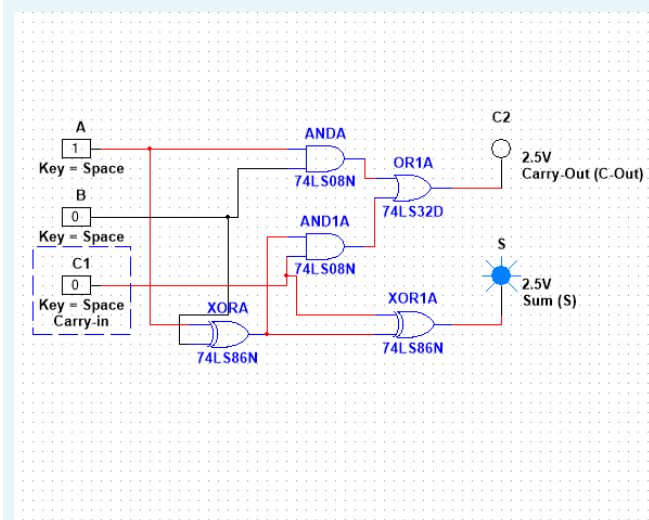 A
1
Key = Space
B
0
Key = Space
C1
0
Key = Space
Carry-in
ANDA
74LS08N
AND1A
74LS08N
XORA
74LS86N
OR1A
74LS32D
XOR1A
74LS86N
C2
2.5V
Carry-Out (C-Out)
S
2.5V
Sum (S)